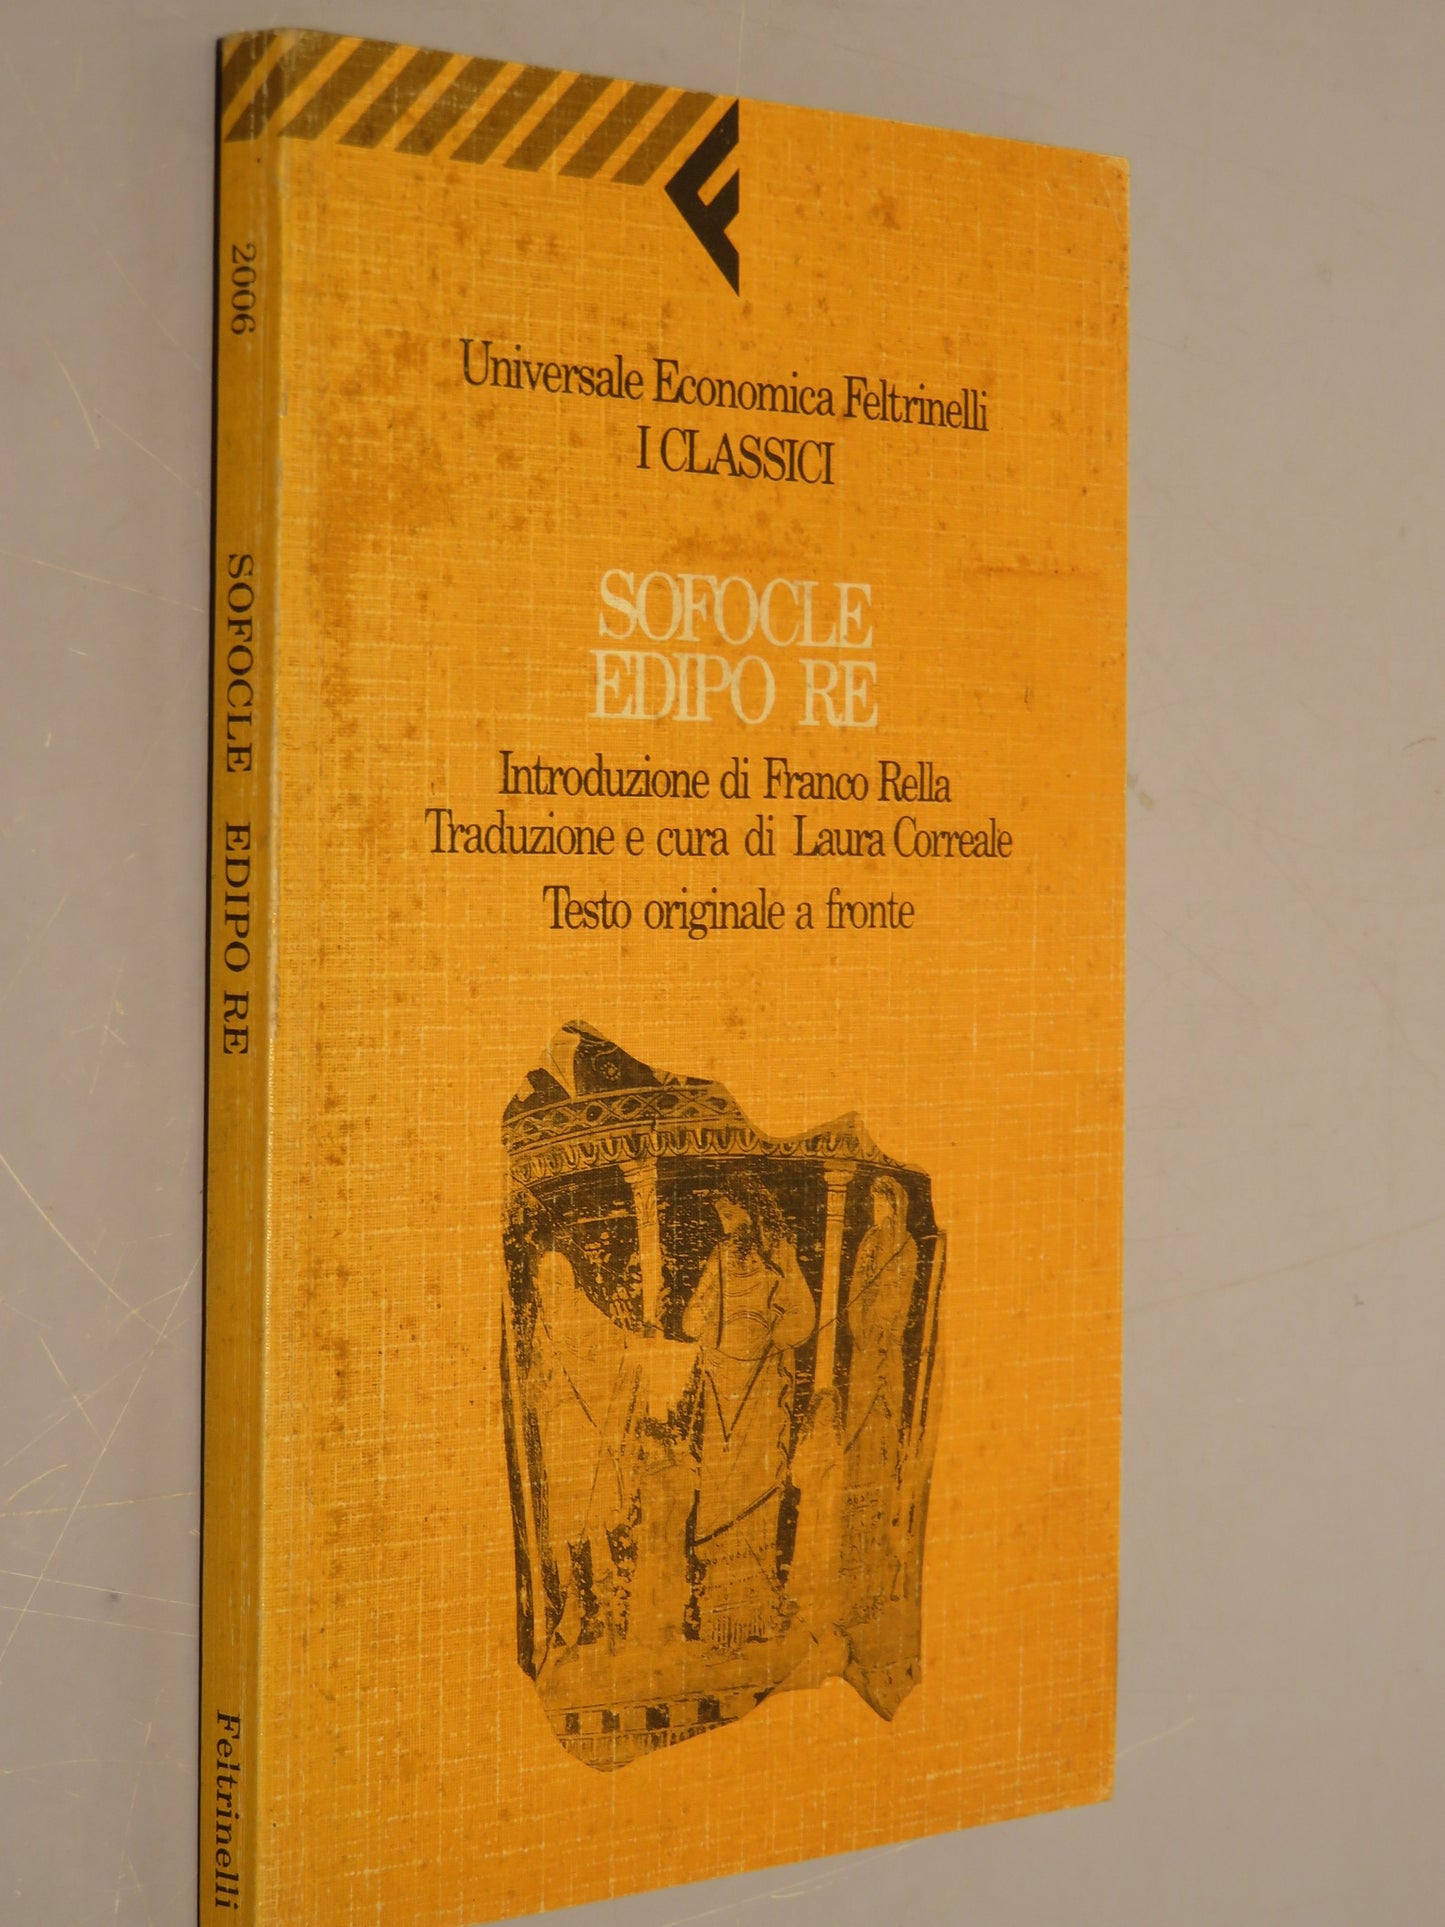 Universale Economica Feltrinelli
I CLASSICI
SOFOCLE
EDIPO RE
Introduzione di Franco Rella
Traduzione e cura di Laura Correale
Testo originale a fronte
2006 SOFOCLE EDIPO RE Feltrinelli